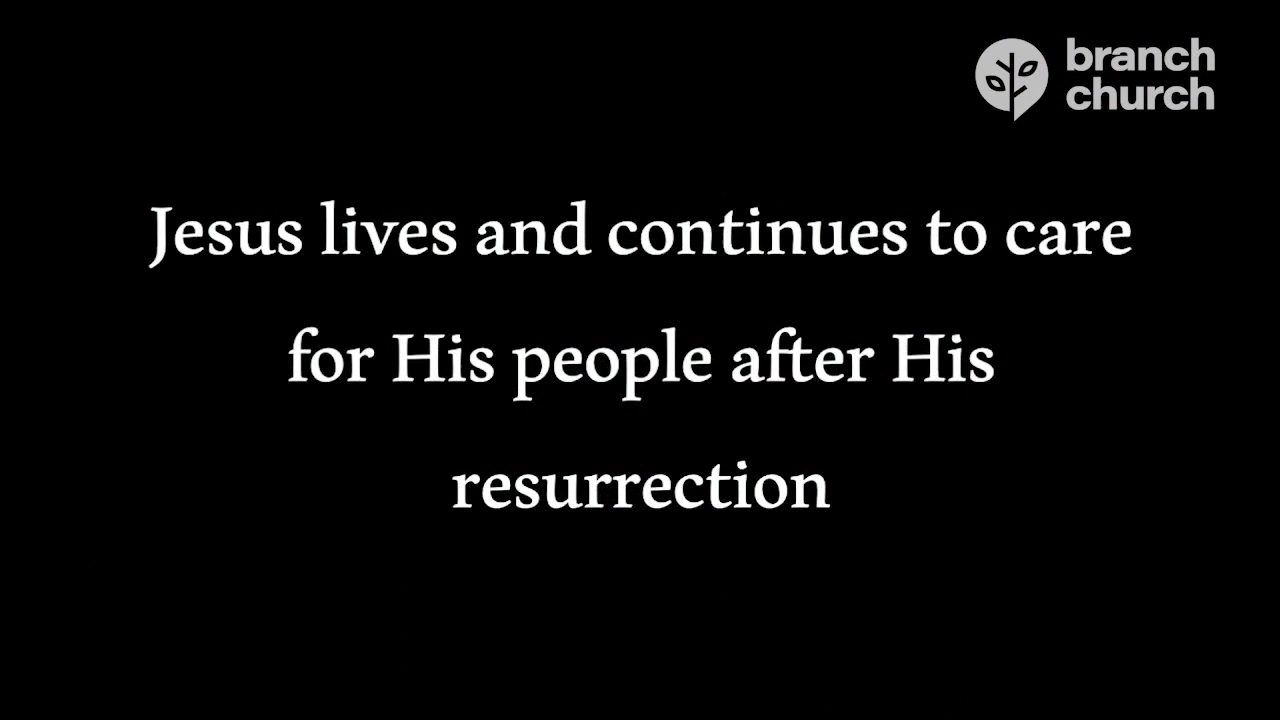 branch
church
Jesus lives and continues to care
for His people after His
resurrection